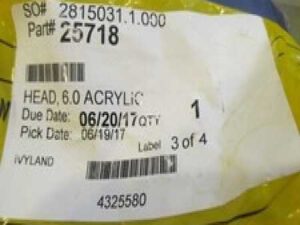 SO# 2815031.1.000
Part# 25718
HEAD, 6.0 ACRYLIC
Due Date: 06/20/17 QTY 1
Pick Date: 06/19/17
Label 3 of 4
IVYLAND
4325580